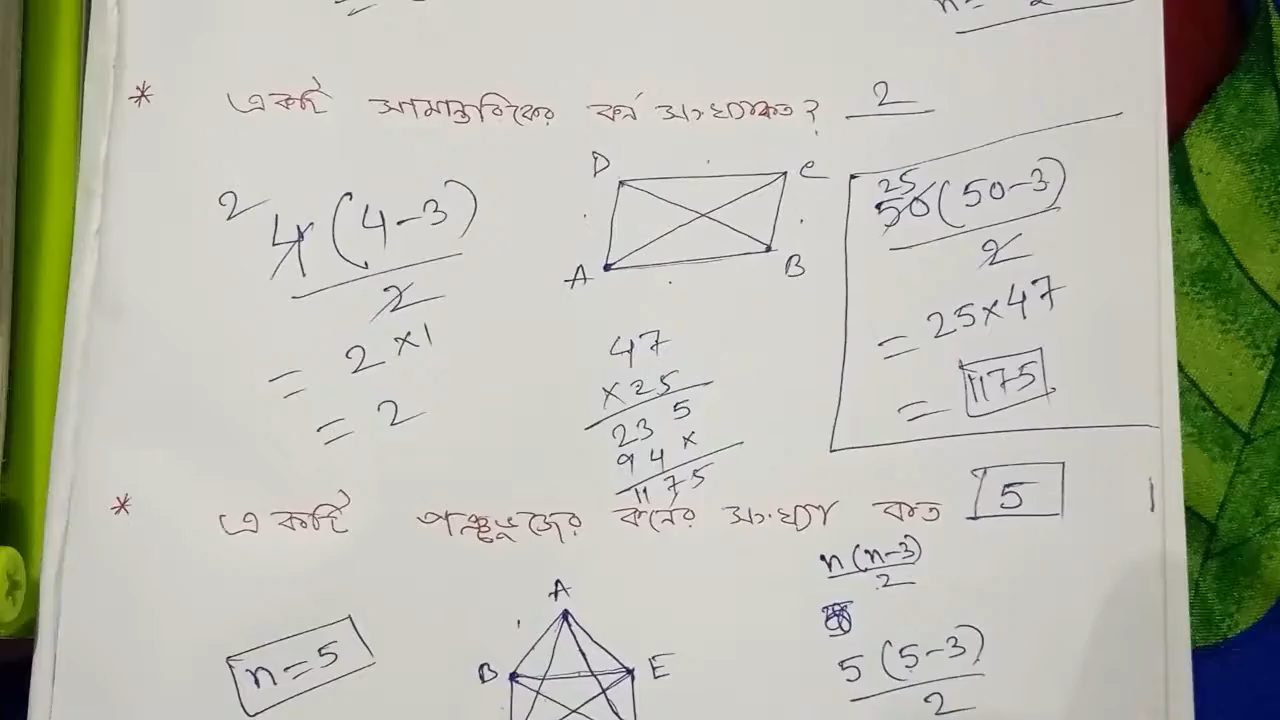 * একটি সামান্তরিকের কর্ন সংখ্যাকত? 2
2 4(4-3)
2
= 2×1
= 2
D C
A B
47
×25
235
94×
1175
25
50(50-3)
2
= 25×47
= 1175
* একটি পঞ্চভূজের কর্নের সংখ্যা কত 5
n(n-3)
2
n=5
A
B E
5(5-3)
2